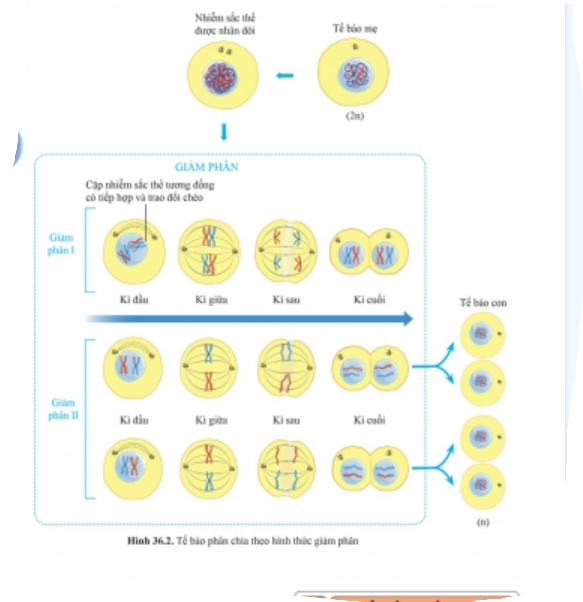 Nhiễm sắc thể
được nhân đôi
Tế bào mẹ
(2n)
GIẢM PHÂN
Cặp nhiễm sắc thể tương đồng
có tiếp hợp và trao đổi chéo
Giảm
phân I
Kì đầu Kì giữa Kì sau Kì cuối
Tế bào con
Giảm
phân II
Kì đầu Kì giữa Kì sau Kì cuối
(n)
Hình 36.2. Tế bào phân chia theo hình thức giảm phân